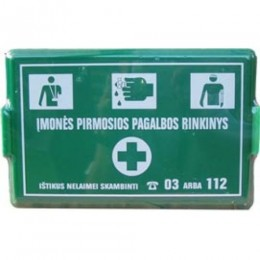 ĮMONĖS PIRMOSIOS PAGALBOS RINKINYS
IŠTIKUS NELAIMEI SKAMBINTI ☎ 03 ARBA 112